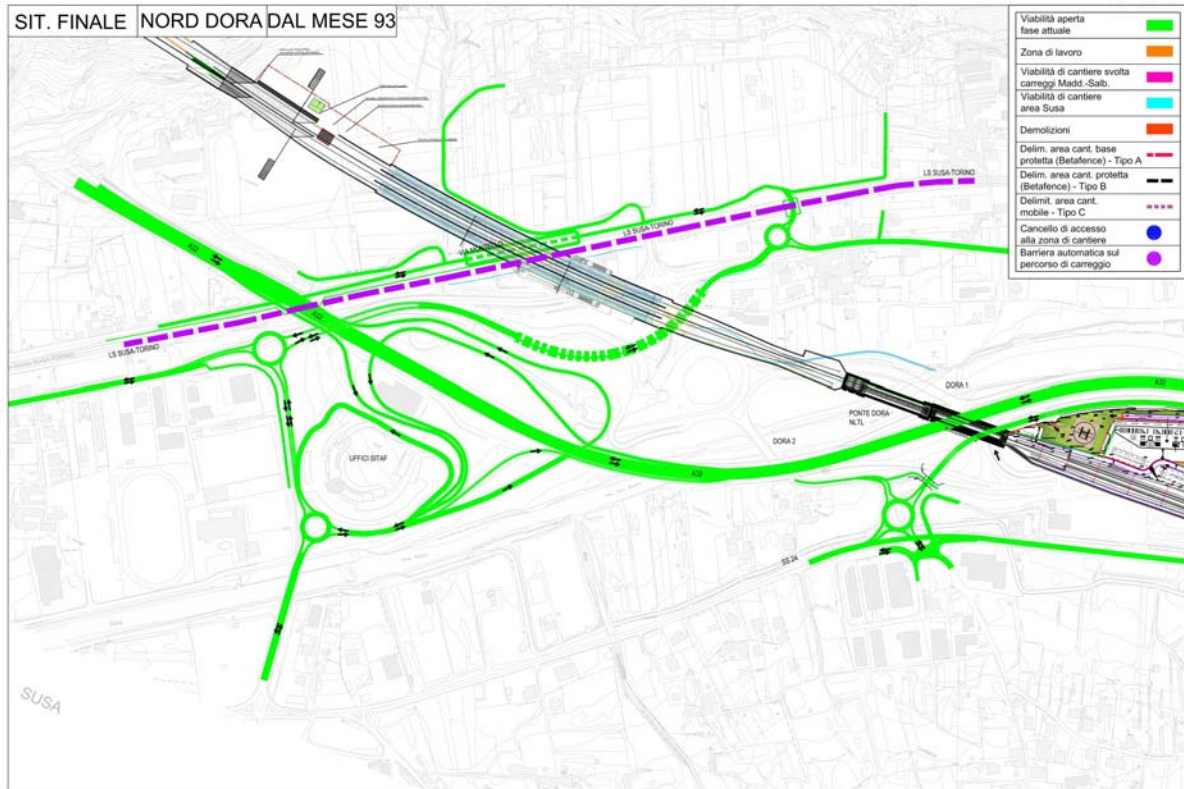 SIT. FINALE NORD DORA DAL MESE 93
Viabilità aperta
fase attuale
Zona di lavoro
Viabilità di cantiere svolta
carreggi Madd.-Salb.
Viabilità di cantiere
area Susa
Demolizioni
Delim. area cant. base
protetta (Betafence) - Tipo A
Delim. area cant. protetta
(Betafence) - Tipo B
Delimit. area cant.
mobile - Tipo C
Cancello di accesso
alla zona di cantiere
Barriera automatica sul
percorso di carreggio
LS SUSA-TORINO
LS SUSA-TORINO
A32
A32
LS SUSA-TORINO
DORA 1
A32
PONTE DORA
NLTL
DORA 2
UFFICI SITAF
A32
H
SS 24
SUSA